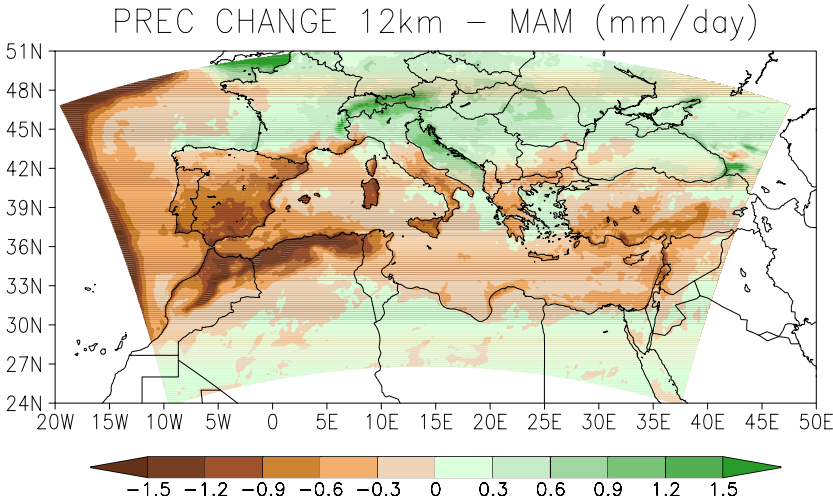 PREC CHANGE 12km − MAM (mm/day)
51N
48N
45N
42N
39N
36N
33N
30N
27N
24N
20W 15W 10W 5W 0 5E 10E 15E 20E 25E 30E 35E 40E 45E 50E
−1.5 −1.2 −0.9 −0.6 −0.3 0 0.3 0.6 0.9 1.2 1.5